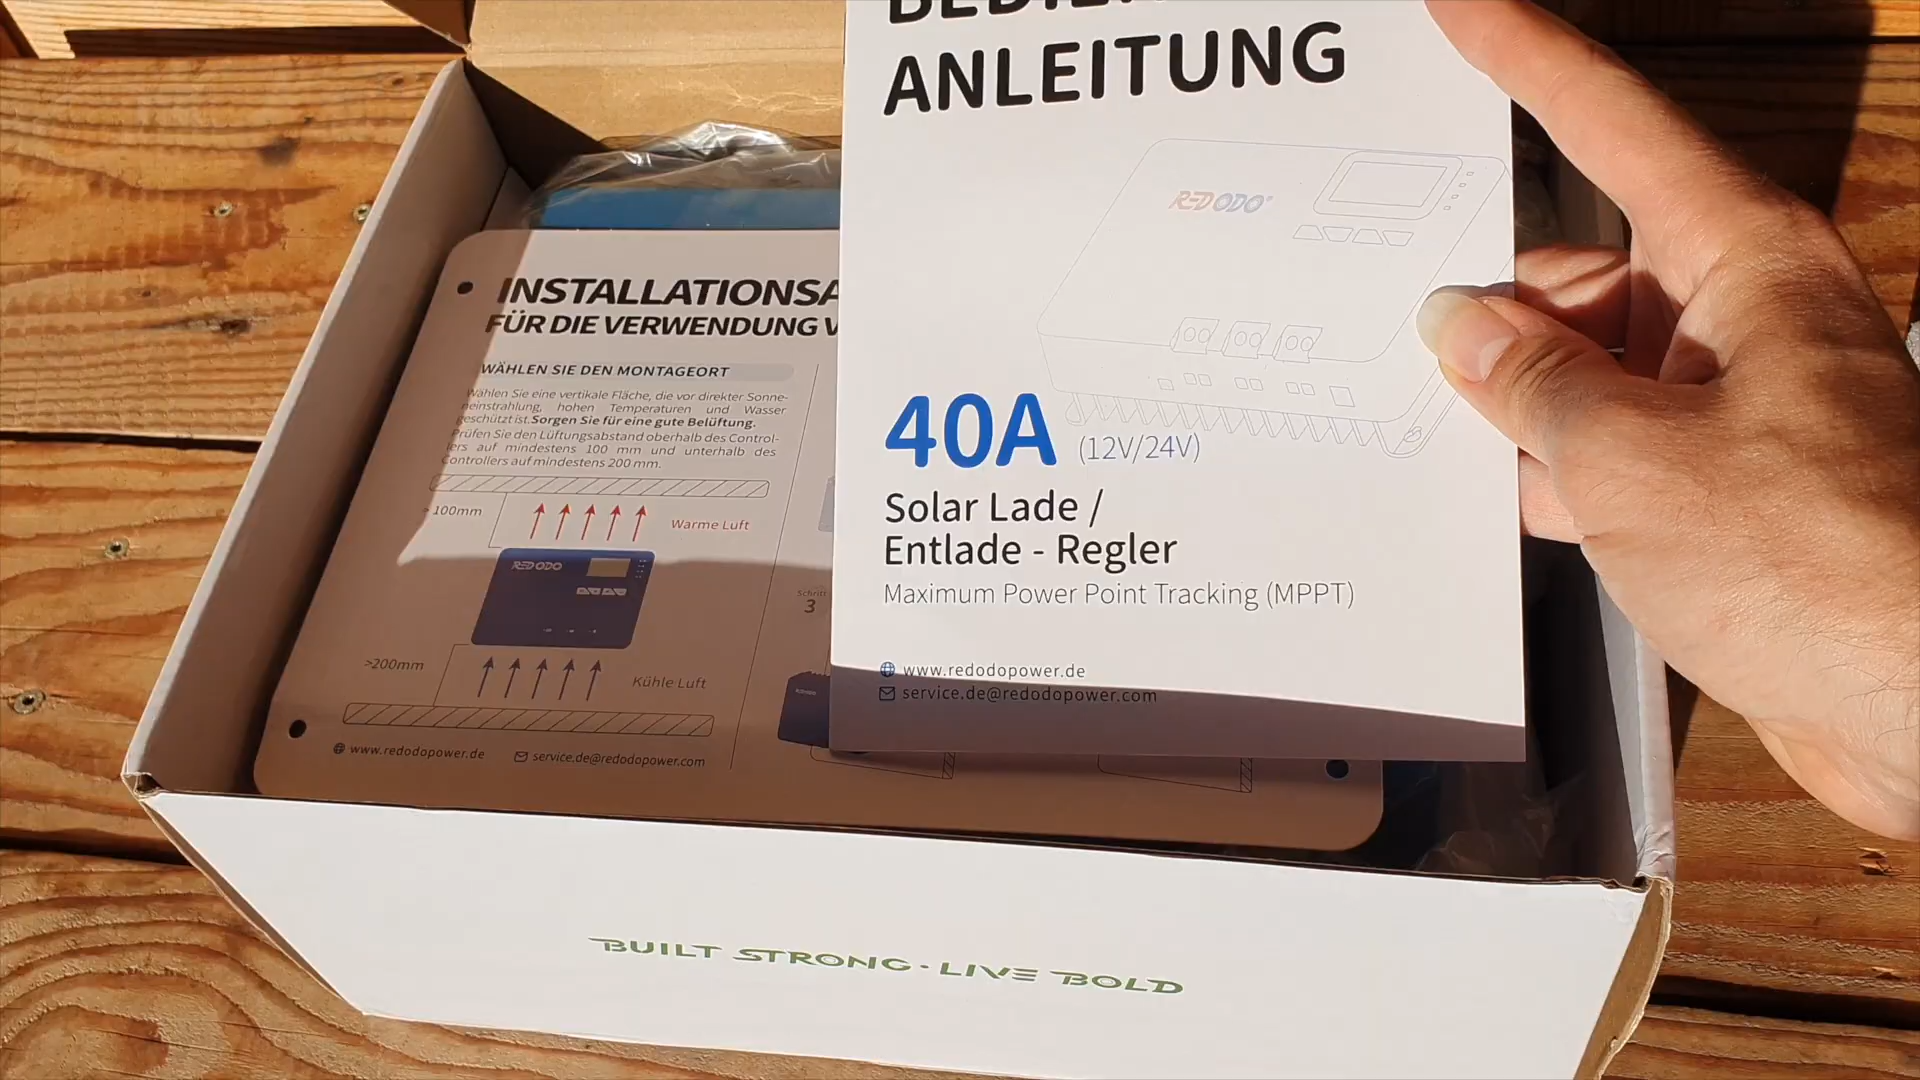 ANLEITUNG
REDODO
40A (12V/24V)
Solar Lade /
Entlade - Regler
Maximum Power Point Tracking (MPPT)
www.redodopower.de
service.de@redodopower.com
INSTALLATIONSA
FÜR DIE VERWENDUNG V
WÄHLEN SIE DEN MONTAGEORT
Wählen Sie eine vertikale Fläche, die vor direkter Sonne-
neinstrahlung, hohen Temperaturen und Wasser
geschützt ist. Sorgen Sie für eine gute Belüftung.
Prüfen Sie den Lüftungsabstand oberhalb des Control-
lers auf mindestens 100 mm und unterhalb des
Controllers auf mindestens 200 mm.
> 100mm
Warme Luft
REDODO
Schritt
3
>200mm
Kühle Luft
www.redodopower.de
service.de@redodopower.com
BUILT STRONG · LIVE BOLD